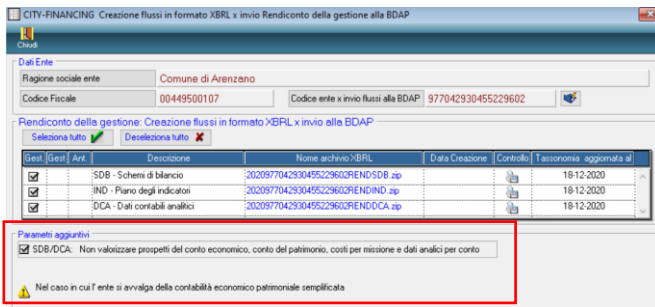 CITY-FINANCING Creazione flussi in formato XBRL x invio Rendiconto della gestione alla BDAP
Chiudi
Dati Ente
Ragione sociale ente Comune di Arenzano
Codice Fiscale 00449500107 Codice ente x invio flussi alla BDAP 977042930455229602
Rendiconto della gestione: Creazione flussi in formato XBRL x invio alla BDAP
Seleziona tutto Deseleziona tutto
Gest. Gest Ant. Descrizione Nome archivio XBRL Data Creazione Controllo Tassonomia aggiornata al
SDB - Schemi di bilancio 2020977042930455229602RENDSDB.zip 18-12-2020
IND - Piano degli indicatori 2020977042930455229602RENDIND.zip 18-12-2020
DCA - Dati contabili analitici 2020977042930455229602RENDDCA.zip 18-12-2020
Parametri aggiuntivi
SDB/DCA: Non valorizzare prospetti del conto economico, conto del patrimonio, costi per missione e dati analici per conto
Nel caso in cui l' ente si avvalga della contabilità economico patrimoniale semplificata